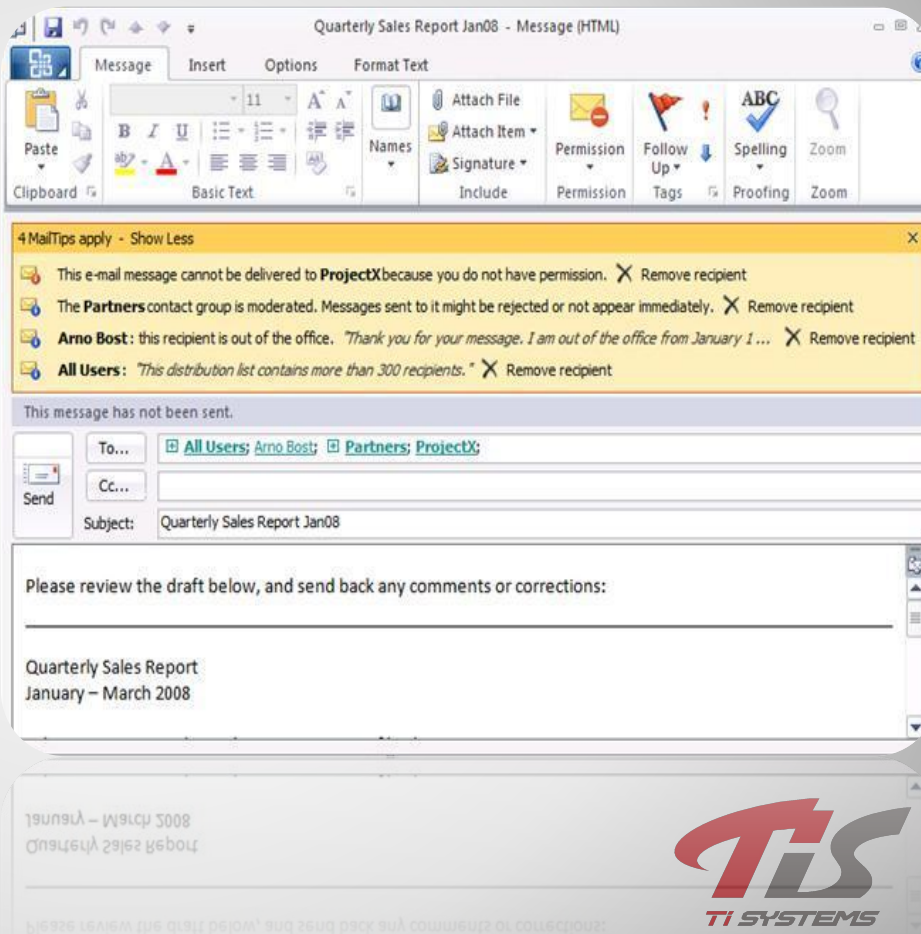 Quarterly Sales Report Jan08 - Message (HTML)
Message Insert Options Format Text
Paste
Clipboard
11
B I U
Basic Text
Names
Attach File
Attach Item
Signature
Include
Permission
Permission
Follow Up
Tags
ABC
Spelling
Proofing
Zoom
Zoom
4 MailTips apply - Show Less
This e-mail message cannot be delivered to ProjectX because you do not have permission. Remove recipient
The Partners contact group is moderated. Messages sent to it might be rejected or not appear immediately. Remove recipient
Arno Bost: this recipient is out of the office. "Thank you for your message. I am out of the office from January 1 ... Remove recipient
All Users: "This distribution list contains more than 300 recipients." Remove recipient
This message has not been sent.
Send
To... All Users; Arno Bost; Partners; ProjectX;
Cc...
Subject: Quarterly Sales Report Jan08
Please review the draft below, and send back any comments or corrections:
Quarterly Sales Report
January – March 2008
TiS
Ti SYSTEMS